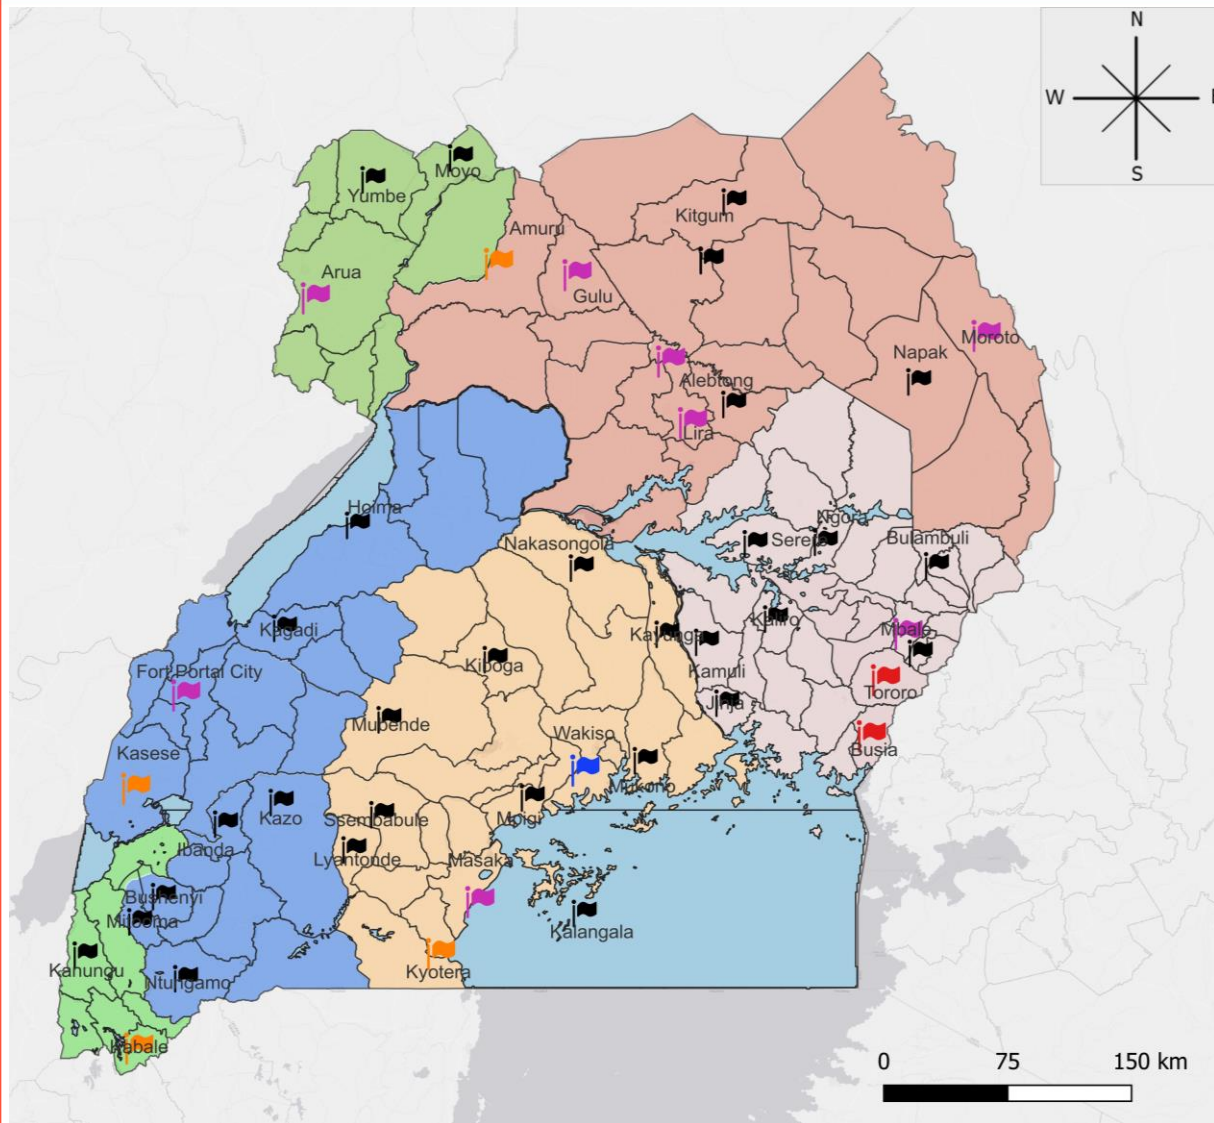 N
W
E
S
Moyo
Yumbe
Kitgum
Amuru
Arua
Gulu
Moroto
Napak
Alebtong
Lira
Hoima
Ngora
Serere
Nakasongola
Bulambuli
Kagadi
Kaliro
Kayunga
Mbale
Kiboga
Kamuli
Fort Portal City
Tororo
Jinja
Mubende
Wakiso
Busia
Kasese
Mukono
Kazo
Ssembabule
Mpigi
Ibanda
Lyantonde
Masaka
Bushenyi
Mitooma
Kalangala
Kanungu
Kyotera
Ntungamo
Kabale
0 75 150 km